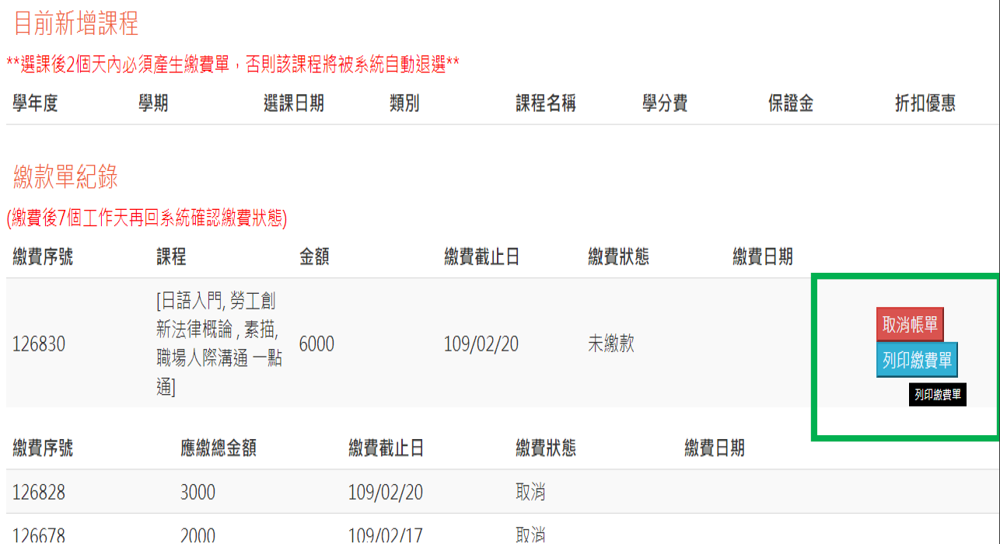 目前新增課程
**選課後2個天內必須產生繳費單，否則該課程將被系統自動退選**
學年度 學期 選課日期 類別 課程名稱 學分費 保證金 折扣優惠
繳款單紀錄
(繳費後7個工作天再回系統確認繳費狀態)
繳費序號 課程 金額 繳費截止日 繳費狀態 繳費日期
[日語入門, 勞工創
新法律概論 , 素描,
職場人際溝通 一點
通]
126830 6000 109/02/20 未繳款
取消帳單
列印繳費單
列印繳費單
繳費序號 應繳總金額 繳費截止日 繳費狀態 繳費日期
126828 3000 109/02/20 取消
126678 2000 109/02/17 取消